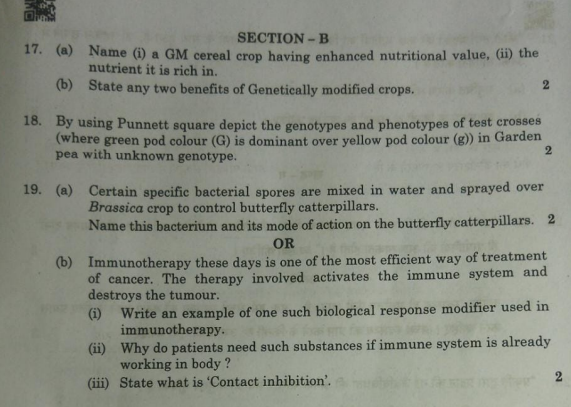 SECTION – B
17. (a) Name (i) a GM cereal crop having enhanced nutritional value, (ii) the
nutrient it is rich in.
(b) State any two benefits of Genetically modified crops. 2
18. By using Punnett square depict the genotypes and phenotypes of test crosses
(where green pod colour (G) is dominant over yellow pod colour (g)) in Garden
pea with unknown genotype. 2
19. (a) Certain specific bacterial spores are mixed in water and sprayed over
Brassica crop to control butterfly catterpillars.
Name this bacterium and its mode of action on the butterfly catterpillars. 2
OR
(b) Immunotherapy these days is one of the most efficient way of treatment
of cancer. The therapy involved activates the immune system and
destroys the tumour.
(i) Write an example of one such biological response modifier used in
immunotherapy.
(ii) Why do patients need such substances if immune system is already
working in body ?
(iii) State what is ‘Contact inhibition’. 2